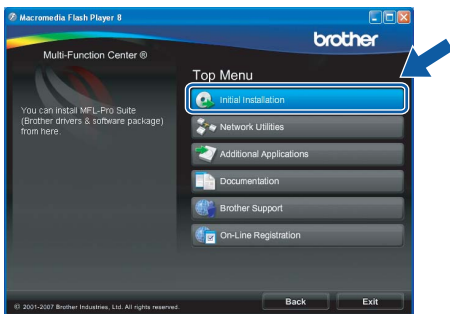 Macromedia Flash Player 8
brother
Multi-Function Center ®
Top Menu
You can install MFL-Pro Suite
(Brother drivers & software package)
from here.
Initial Installation
Network Utilities
Additional Applications
Documentation
Brother Support
On-Line Registration
© 2001-2007 Brother Industries, Ltd. All rights reserved.
Back
Exit